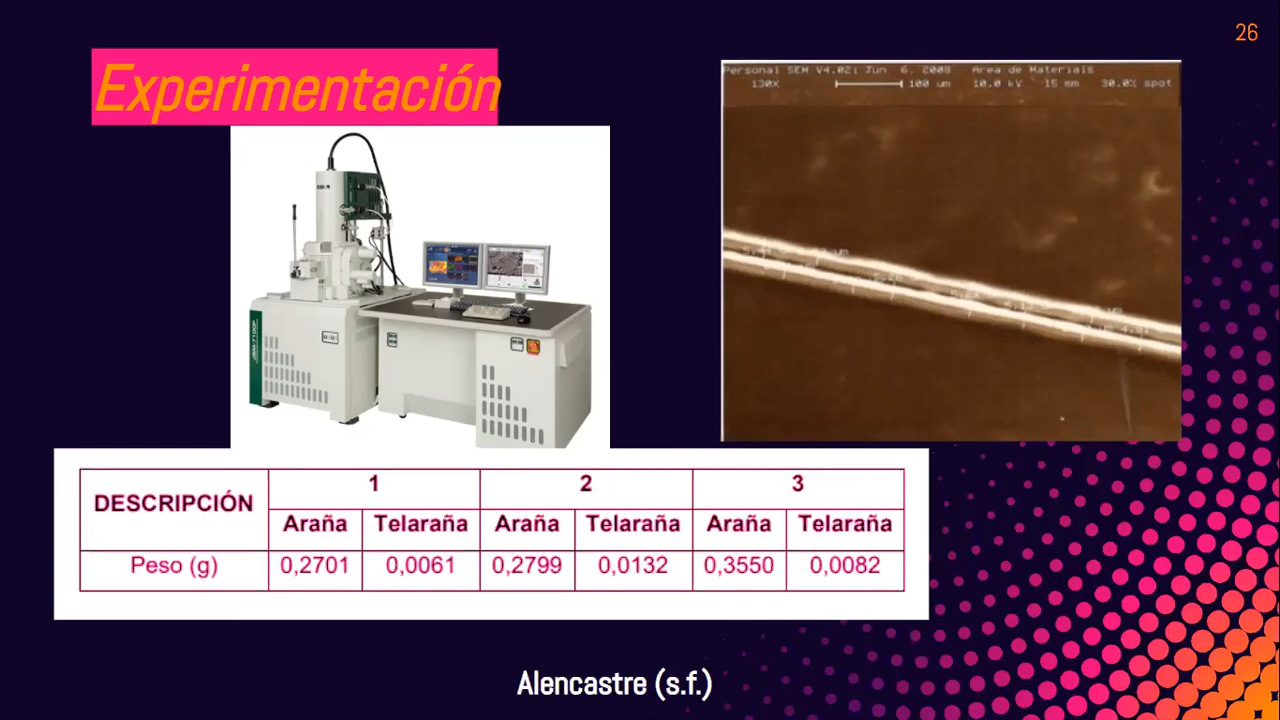 26
Experimentación
Personal SEM V4.02i Jun 6, 2008 Area de Materials
130X 100 um 10.0 kV 15 mm 30.0% spot
DESCRIPCIÓN 1 2 3
Araña Telaraña Araña Telaraña Araña Telaraña
Peso (g) 0,2701 0,0061 0,2799 0,0132 0,3550 0,0082
Alencastre (s.f.)